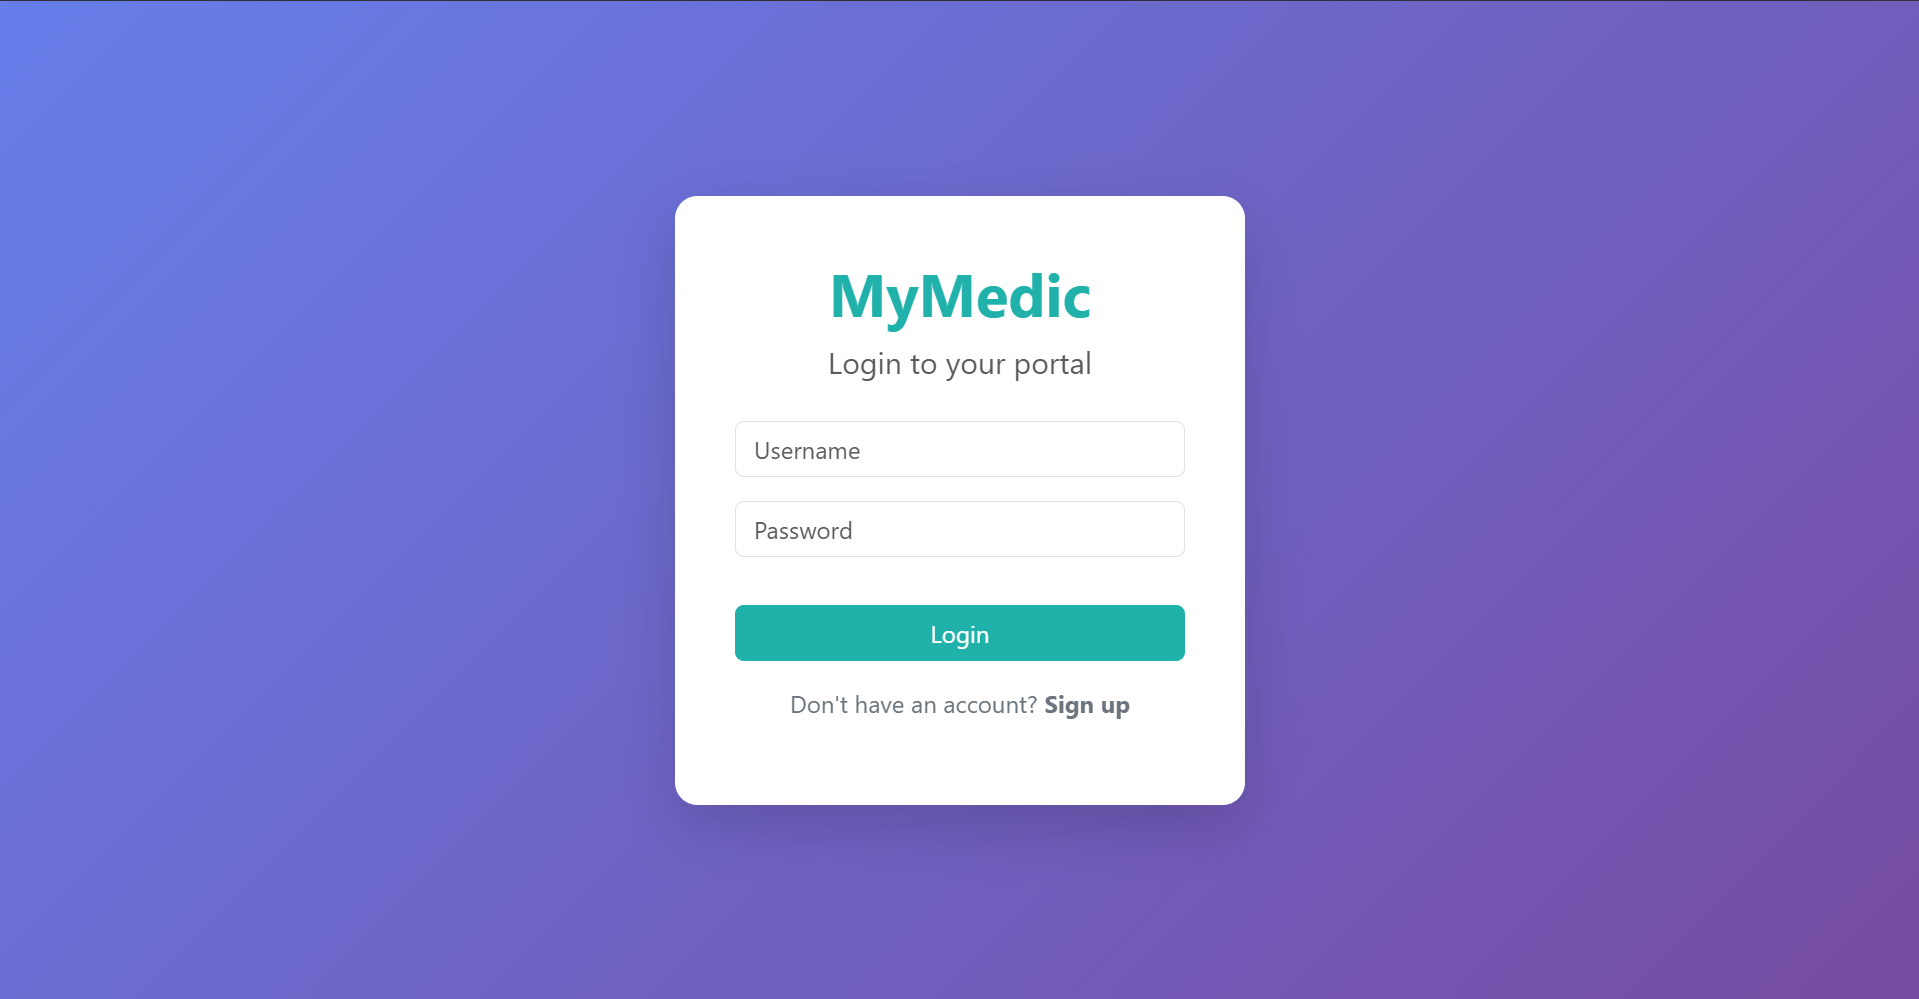 MyMedic
Login to your portal
Username
Password
Login
Don't have an account? Sign up